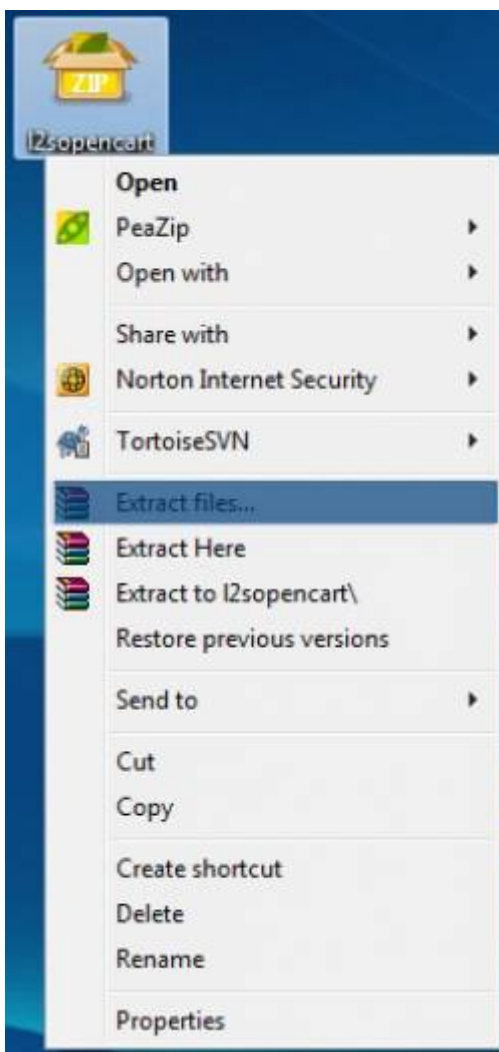 ZIP
l2sopencart
Open
PeaZip
Open with
Share with
Norton Internet Security
TortoiseSVN
Extract files...
Extract Here
Extract to l2sopencart\
Restore previous versions
Send to
Cut
Copy
Create shortcut
Delete
Rename
Properties